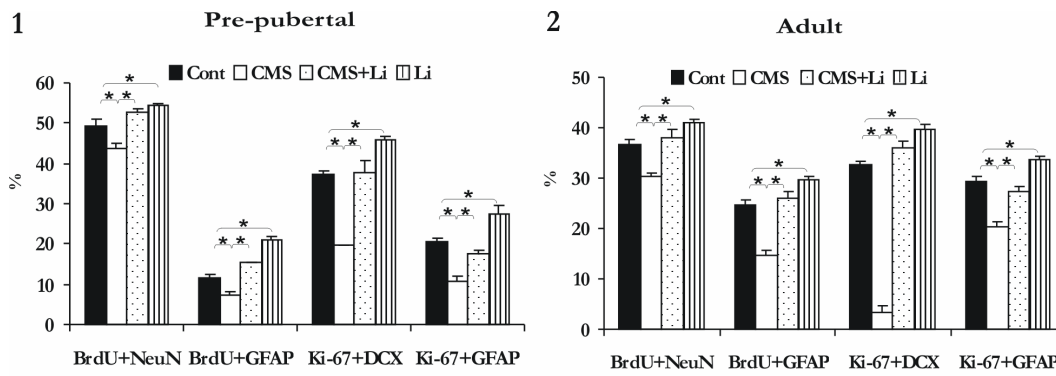 1
Pre-pubertal
Cont CMS CMS+Li Li
%
60
50
40
30
20
10
0
* * *
* * *
* * *
* * *
BrdU+NeuN BrdU+GFAP Ki-67+DCX Ki-67+GFAP
2
Adult
Cont CMS CMS+Li Li
%
50
40
30
20
10
0
* * *
* * *
* * *
* * *
BrdU+NeuN BrdU+GFAP Ki-67+DCX Ki-67+GFAP